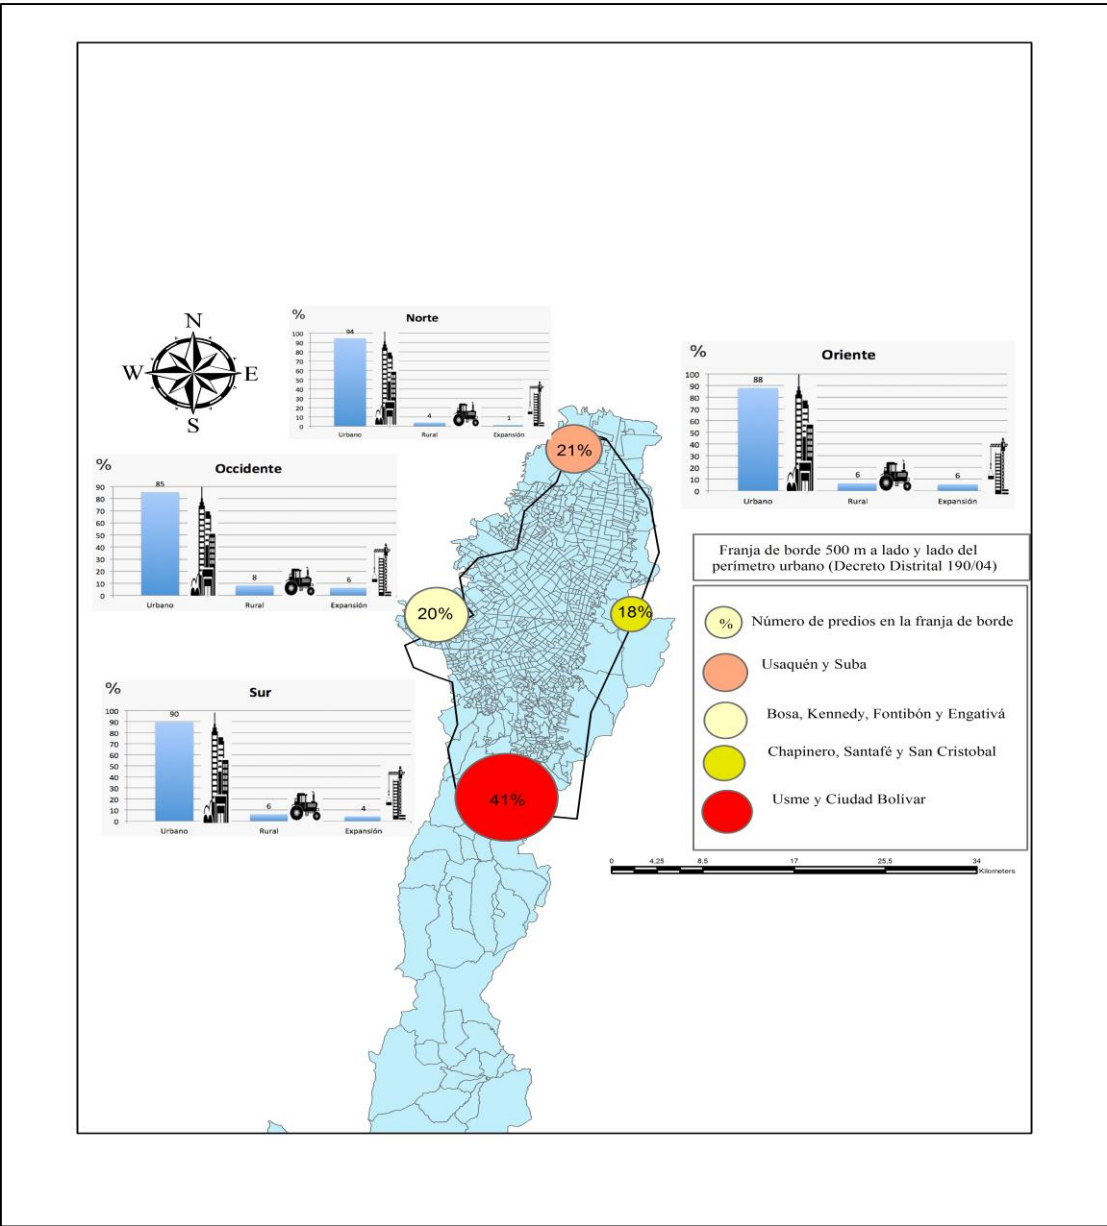 N
W
E
S
%
Norte
100
90
80
70
60
50
40
30
20
10
0
94
4
1
Urbano
Rural
Expansión
%
Oriente
100
90
80
70
60
50
40
30
20
10
0
88
6
6
Urbano
Rural
Expansión
%
Occidente
90
80
70
60
50
40
30
20
10
0
85
8
6
Urbano
Rural
Expansión
%
Sur
100
90
80
70
60
50
40
30
20
10
0
90
6
4
Urbano
Rural
Expansión
21%
20%
18%
41%
Franja de borde 500 m a lado y lado del
perímetro urbano (Decreto Distrital 190/04)
%
Número de predios en la franja de borde
Usaquén y Suba
Bosa, Kennedy, Fontibón y Engativá
Chapinero, Santafé y San Cristobal
Usme y Ciudad Bolívar
0 4,25 8,5 17 25,5 34
Kilometers